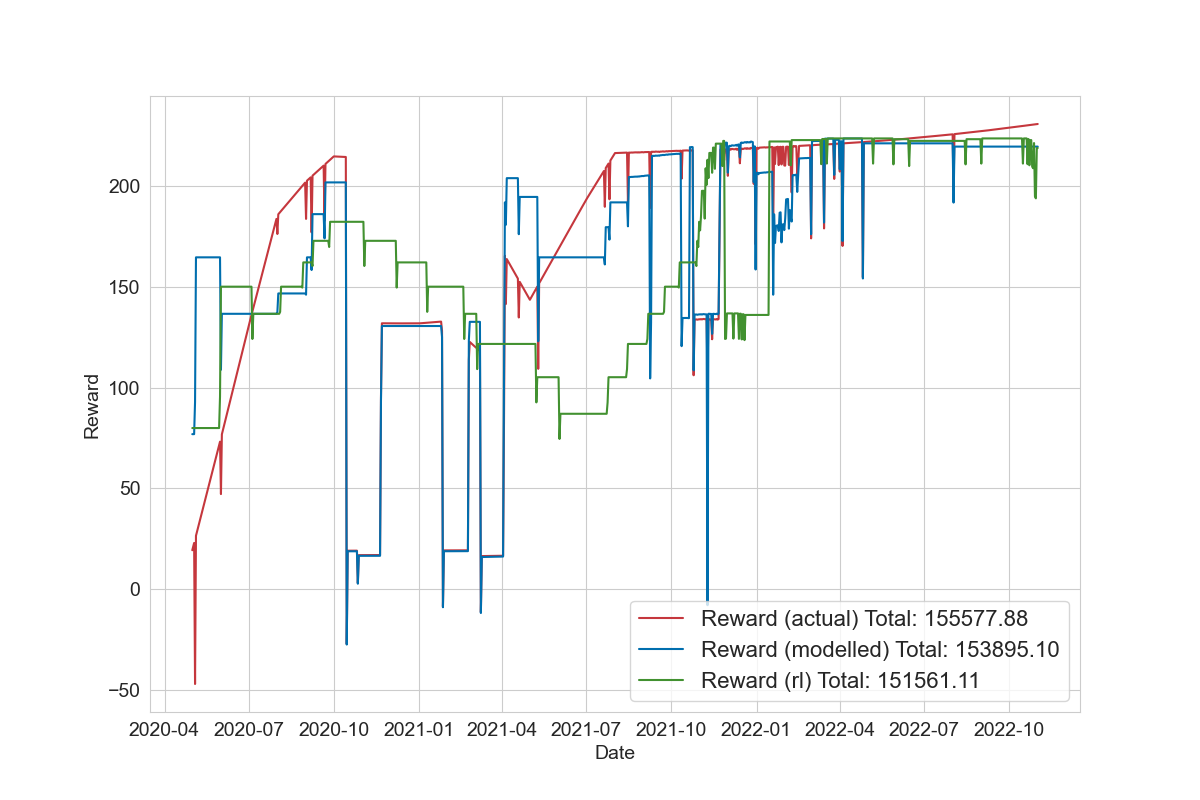 200
150
100
50
0
−50
Reward
Reward (actual) Total: 155577.88
Reward (modelled) Total: 153895.10
Reward (rl) Total: 151561.11
2020-04 2020-07 2020-10 2021-01 2021-04 2021-07 2021-10 2022-01 2022-04 2022-07 2022-10
Date